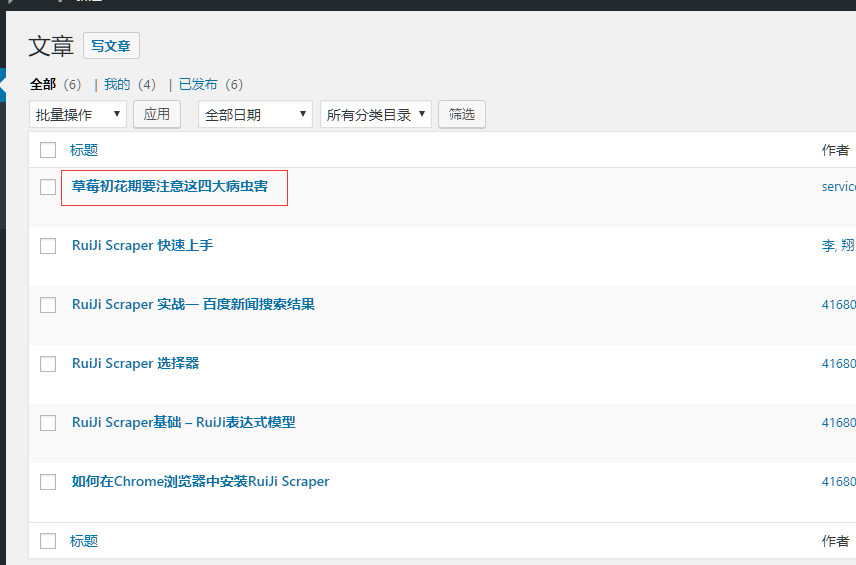 文章 写文章
全部 (6) | 我的 (4) | 已发布 (6)
批量操作 应用 全部日期 所有分类目录 筛选
标题 作者
草莓初花期要注意这四大病虫害 servic
RuiJi Scraper 快速上手 李, 翔
RuiJi Scraper 实战一 百度新闻搜索结果 41680
RuiJi Scraper 选择器 41680
RuiJi Scraper基础 – RuiJi表达式模型 41680
如何在Chrome浏览器中安装RuiJi Scraper 41680
标题 作者